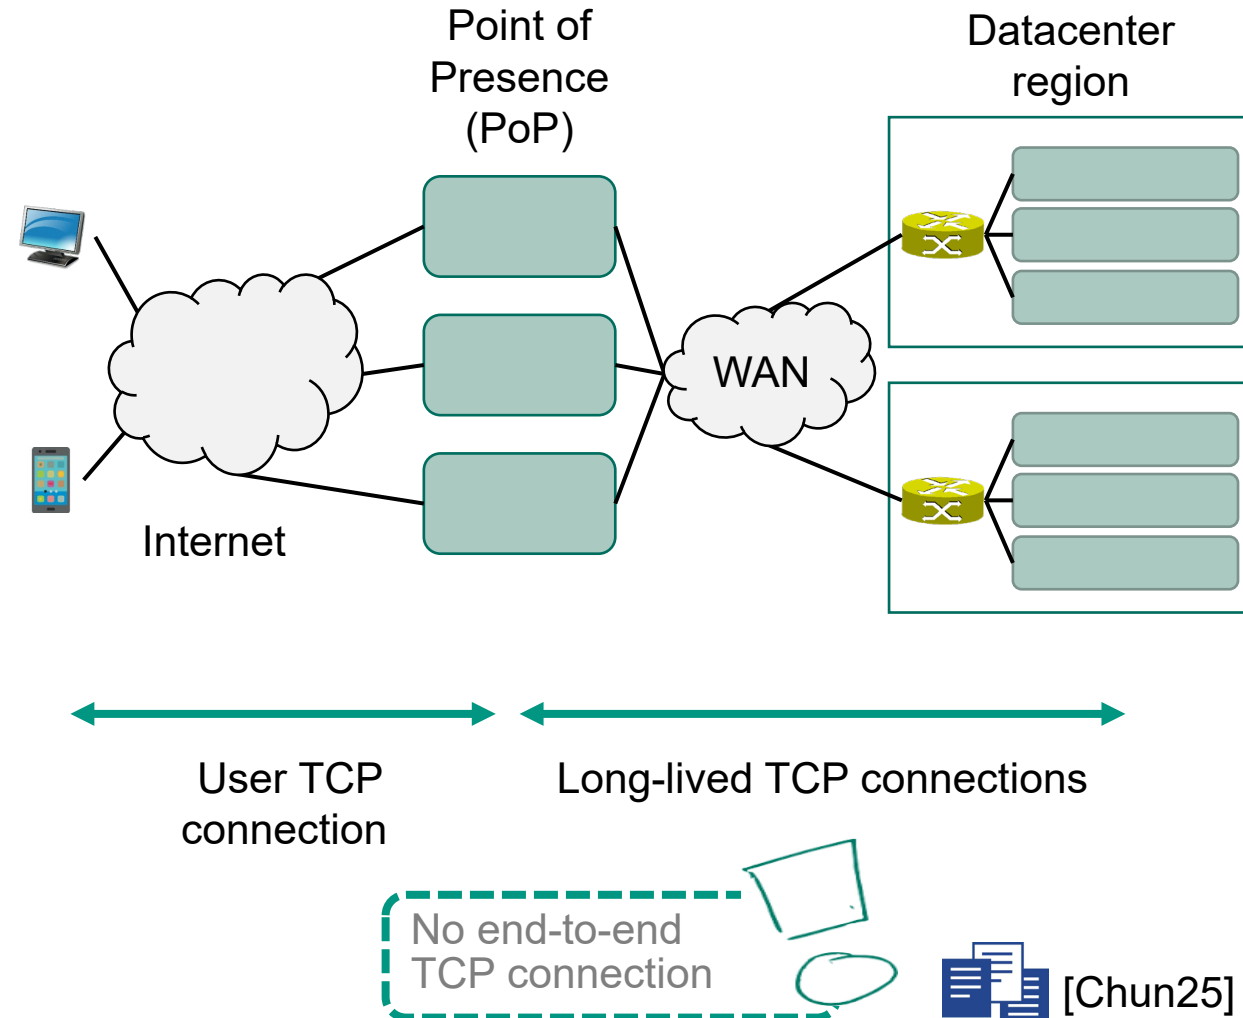 Point of
Presence
(PoP)
Datacenter
region
WAN
Internet
User TCP
connection
Long-lived TCP connections
No end-to-end
TCP connection
[Chun25]